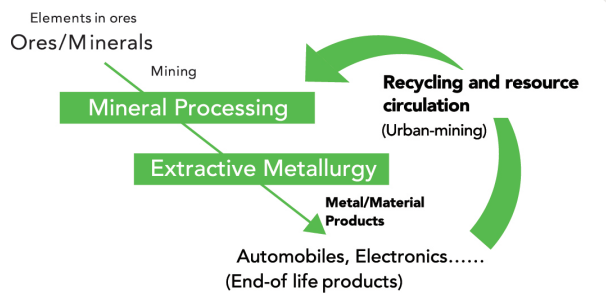 Elements in ores
Ores/Minerals
Mining
Mineral Processing
Recycling and resource
circulation
(Urban-mining)
Extractive Metallurgy
Metal/Material
Products
Automobiles, Electronics......
(End-of life products)